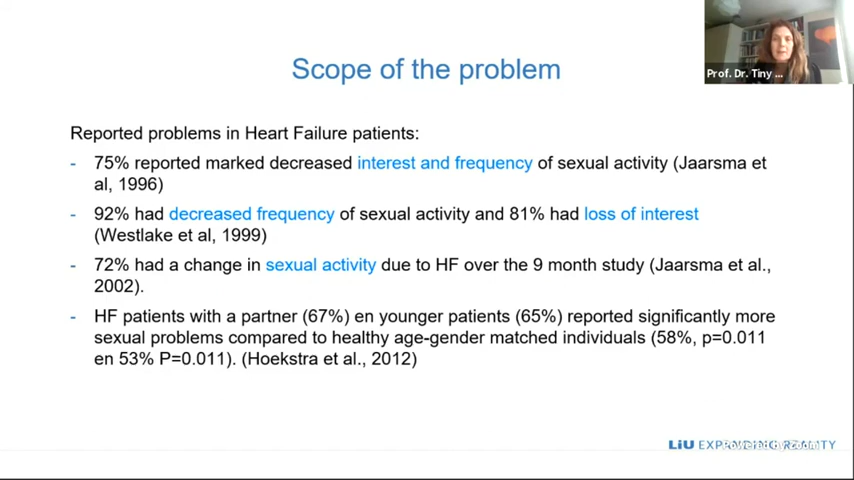 Prof. Dr. Tiny ...
Scope of the problem
Reported problems in Heart Failure patients:
- 75% reported marked decreased interest and frequency of sexual activity (Jaarsma et
al, 1996)
- 92% had decreased frequency of sexual activity and 81% had loss of interest
(Westlake et al, 1999)
- 72% had a change in sexual activity due to HF over the 9 month study (Jaarsma et al.,
2002).
- HF patients with a partner (67%) en younger patients (65%) reported significantly more
sexual problems compared to healthy age-gender matched individuals (58%, p=0.011
en 53% P=0.011). (Hoekstra et al., 2012)
LiU EXPANDING REALITY